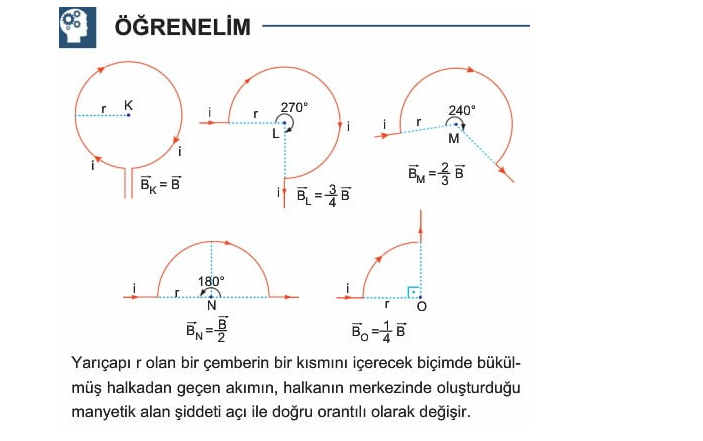 ÖĞRENELİM
r K
i
i
B⃗K = B⃗
i r 270°
L
i
i
B⃗L = 3/4 B⃗
i r 240°
M
B⃗M = 2/3 B⃗
i r 180°
N
B⃗N = B⃗/2
i
r O
B⃗O = 1/4 B⃗
Yarıçapı r olan bir çemberin bir kısmını içerecek biçimde bükül-
müş halkadan geçen akımın, halkanın merkezinde oluşturduğu
manyetik alan şiddeti açı ile doğru orantılı olarak değişir.